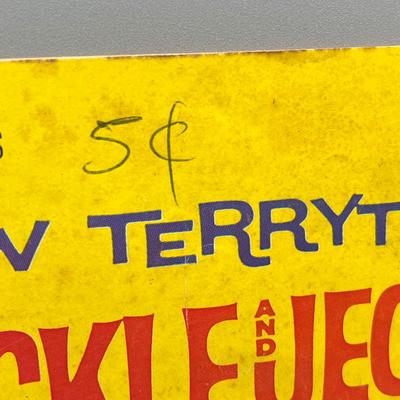 S 5¢
W TERRYT
CKLE AND JEC